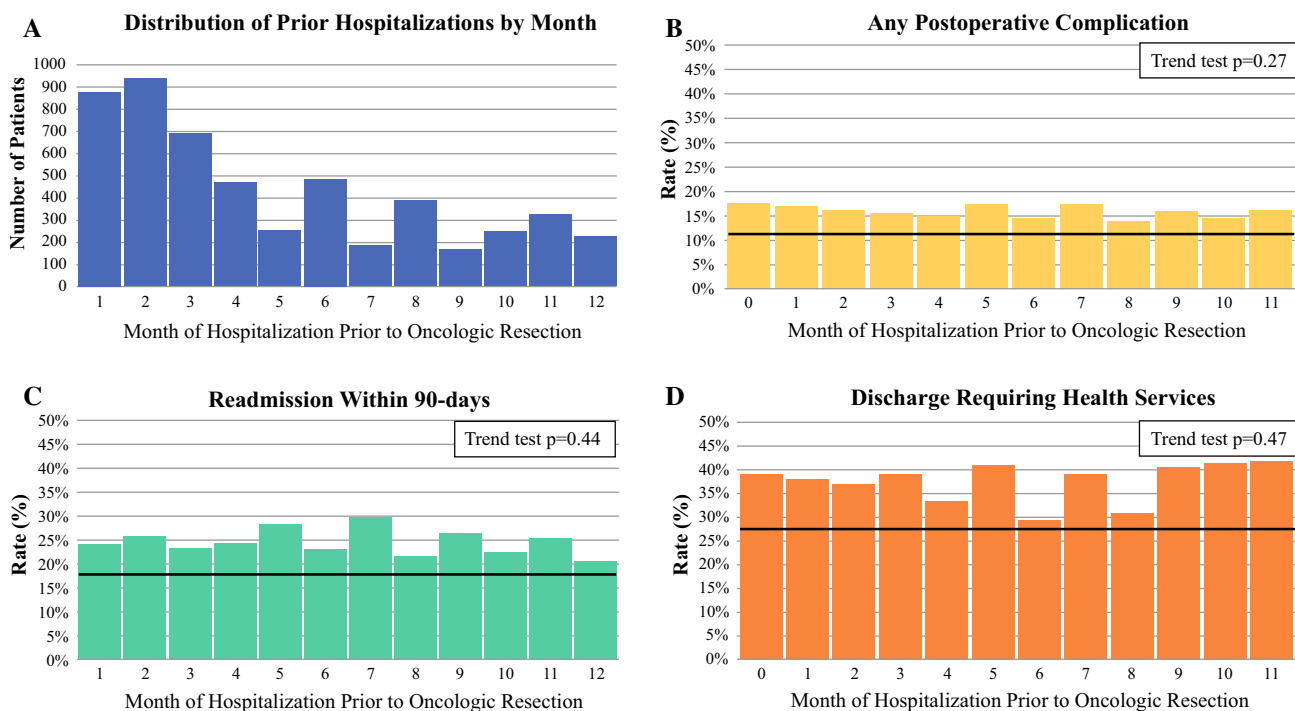 A
Distribution of Prior Hospitalizations by Month
Number of Patients
1000
900
800
700
600
500
400
300
200
100
0
1 2 3 4 5 6 7 8 9 10 11 12
Month of Hospitalization Prior to Oncologic Resection
B
Any Postoperative Complication
Trend test p=0.27
Rate (%)
50%
45%
40%
35%
30%
25%
20%
15%
10%
5%
0%
0 1 2 3 4 5 6 7 8 9 10 11
Month of Hospitalization Prior to Oncologic Resection
C
Readmission Within 90-days
Trend test p=0.44
Rate (%)
50%
45%
40%
35%
30%
25%
20%
15%
10%
5%
0%
1 2 3 4 5 6 7 8 9 10 11 12
Month of Hospitalization Prior to Oncologic Resection
D
Discharge Requiring Health Services
Trend test p=0.47
Rate (%)
50%
45%
40%
35%
30%
25%
20%
15%
10%
5%
0%
0 1 2 3 4 5 6 7 8 9 10 11
Month of Hospitalization Prior to Oncologic Resection